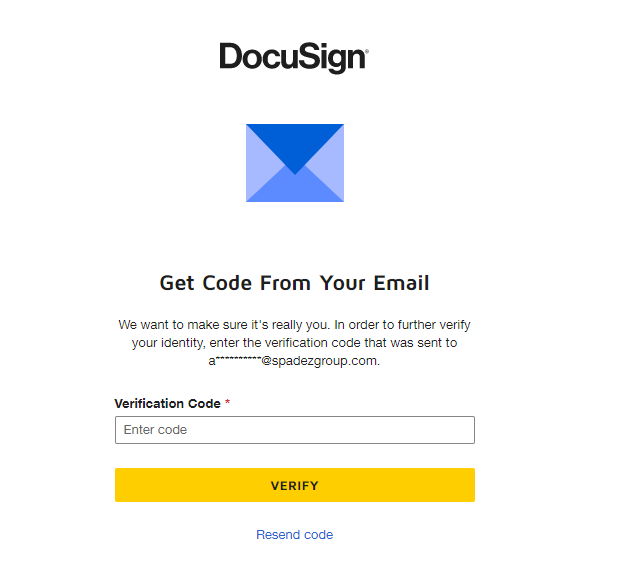 DocuSign®
Get Code From Your Email
We want to make sure it's really you. In order to further verify
your identity, enter the verification code that was sent to
a**********@spadezgroup.com.
Verification Code *
Enter code
VERIFY
Resend code